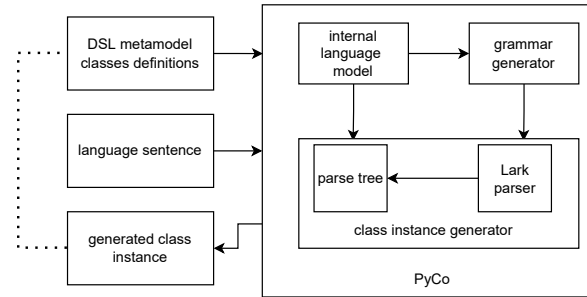 DSL metamodel
classes definitions
internal
language
model
grammar
generator
language sentence
parse tree
Lark
parser
class instance generator
generated class
instance
PyCo